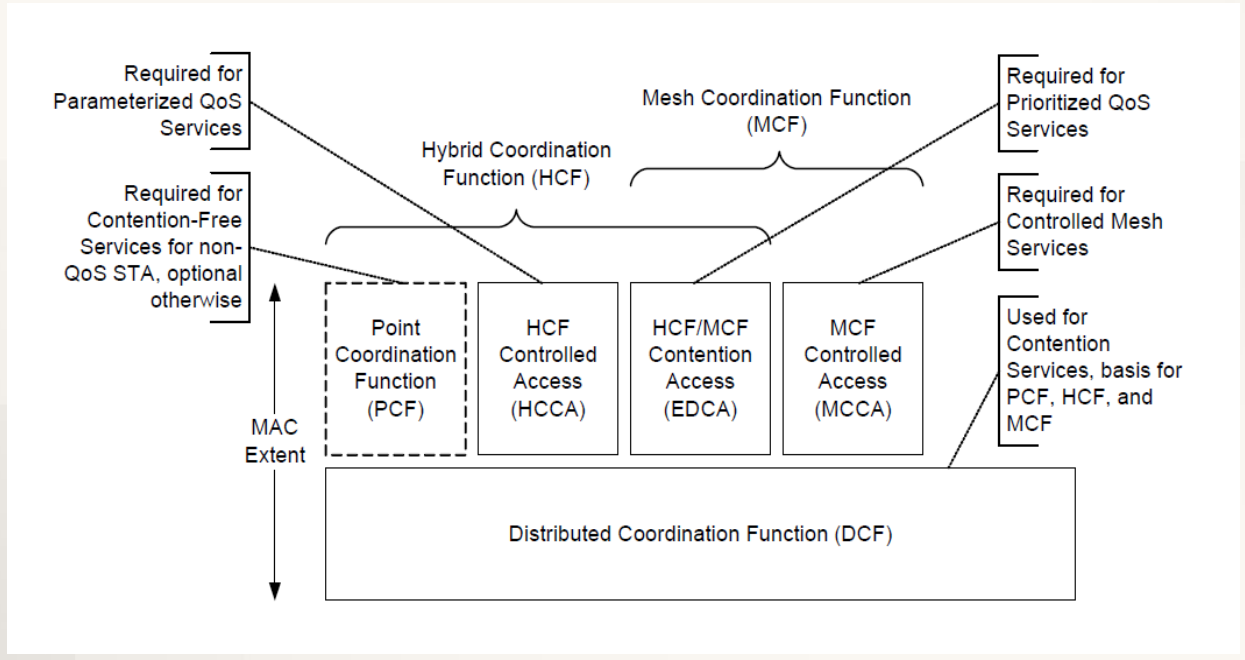 Required for
Parameterized QoS
Services
Required for
Contention-Free
Services for non-
QoS STA, optional
otherwise
Hybrid Coordination
Function (HCF)
Mesh Coordination Function
(MCF)
Required for
Prioritized QoS
Services
Required for
Controlled Mesh
Services
Used for
Contention
Services, basis for
PCF, HCF, and
MCF
MAC
Extent
Point
Coordination
Function
(PCF)
HCF
Controlled
Access
(HCCA)
HCF/MCF
Contention
Access
(EDCA)
MCF
Controlled
Access
(MCCA)
Distributed Coordination Function (DCF)